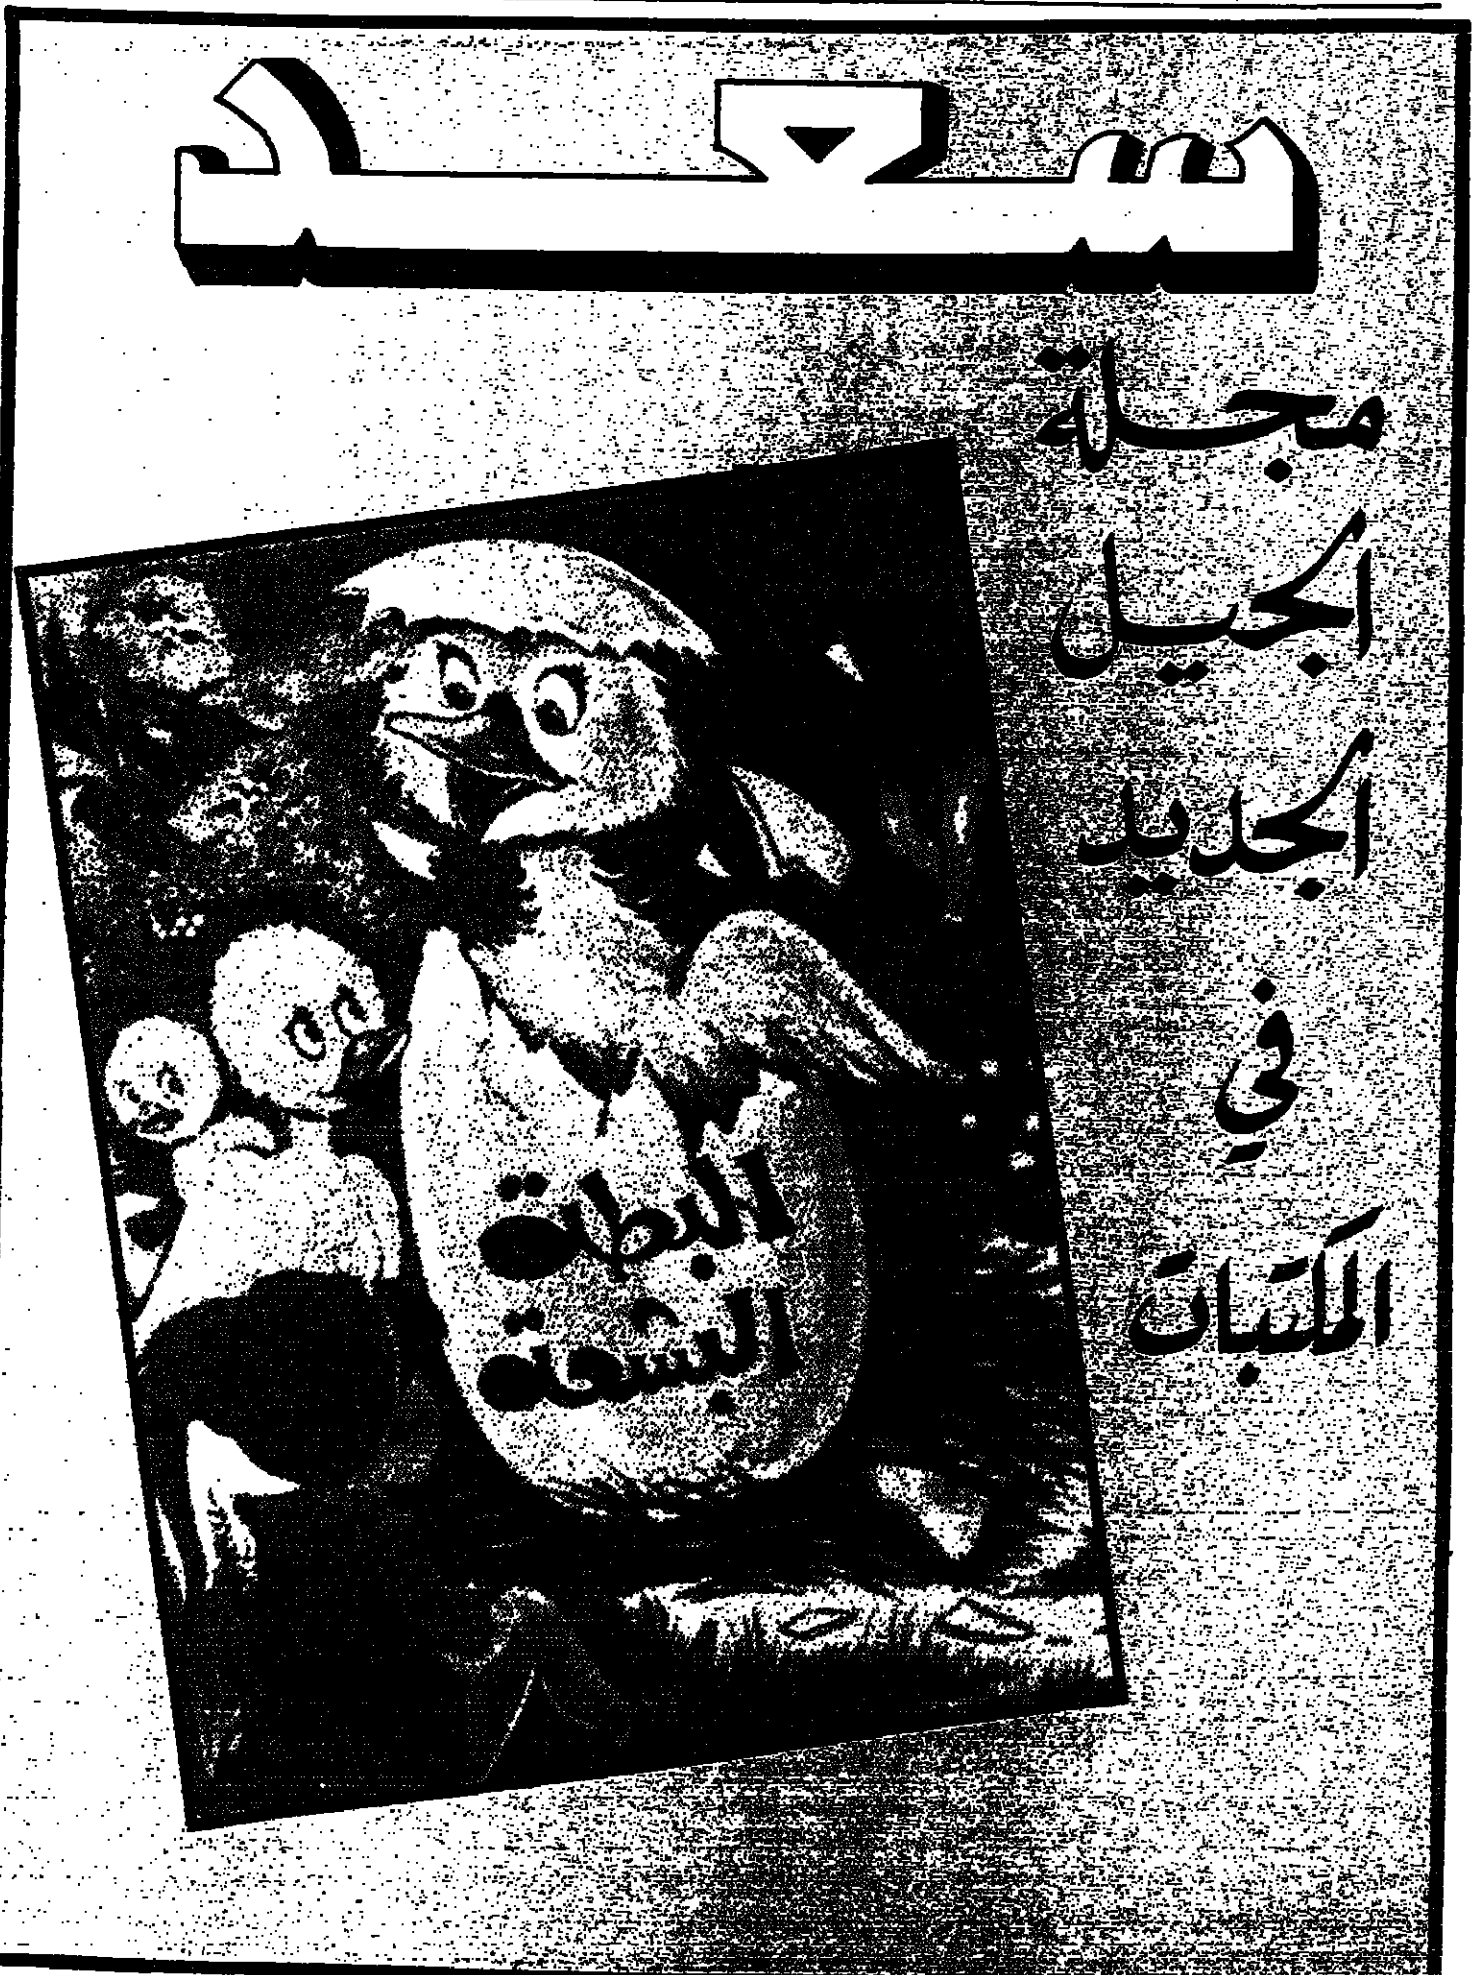 سعد
مجلة
الجيل
الجديد
في
المكتبات
البطة
البشعة